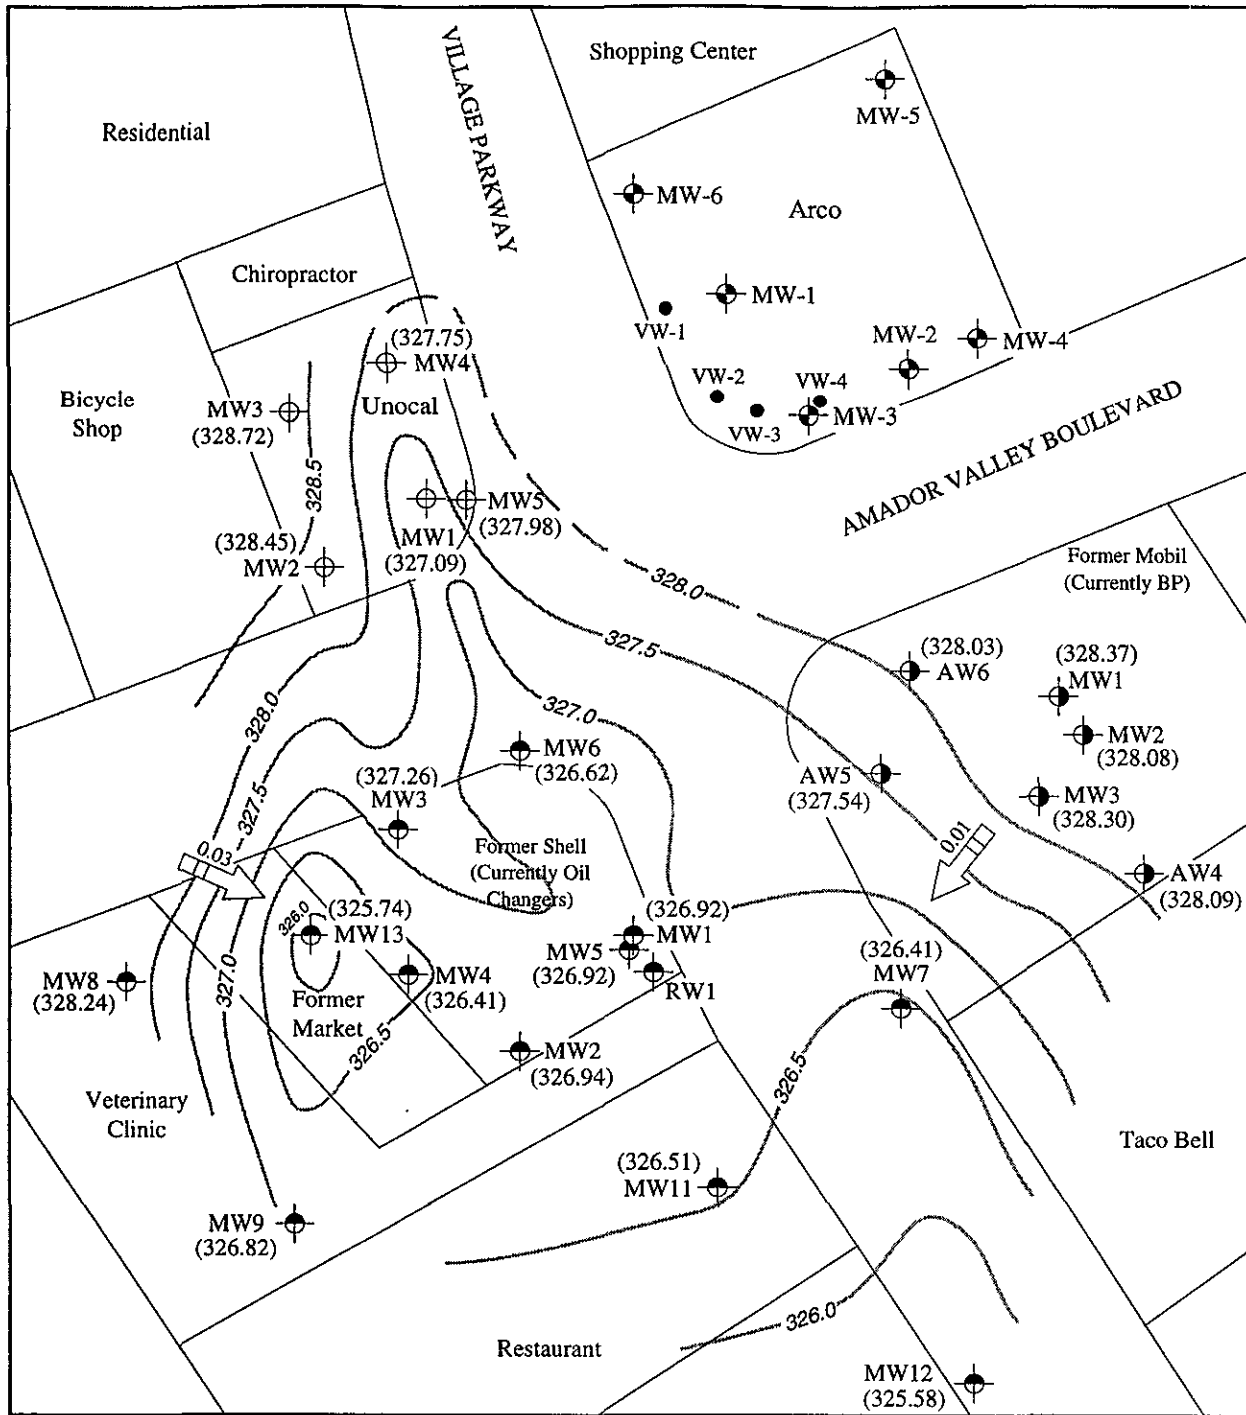 Shopping Center
VILLAGE PARKWAY
MW-5
Residential
MW-6
Arco
Chiropractor
MW-1
VW-1
(327.75)
MW4
MW-2
MW-4
VW-2
VW-4
VW-3
MW-3
Bicycle
Shop
MW3
(328.72)
Unocal
328.5
AMADOR VALLEY BOULEVARD
MW5
(327.98)
MW1
(327.09)
(328.45)
MW2
Former Mobil
(Currently BP)
328.0
327.5
(328.03)
AW6
(328.37)
MW1
MW2
(328.08)
328.0
327.0
MW6
(326.62)
(327.26)
MW3
AW5
(327.54)
MW3
(328.30)
327.5
0.03
0.01
Former Shell
(Currently Oil
Changers)
AW4
(328.09)
326.0
(325.74)
MW13
(326.92)
MW1
MW5
(326.92)
RW1
(326.41)
MW7
MW8
(328.24)
327.0
MW4
(326.41)
Former
Market
326.5
MW2
(326.94)
326.5
Veterinary
Clinic
Taco Bell
(326.51)
MW11
MW9
(326.82)
326.0
Restaurant
MW12
(325.58)